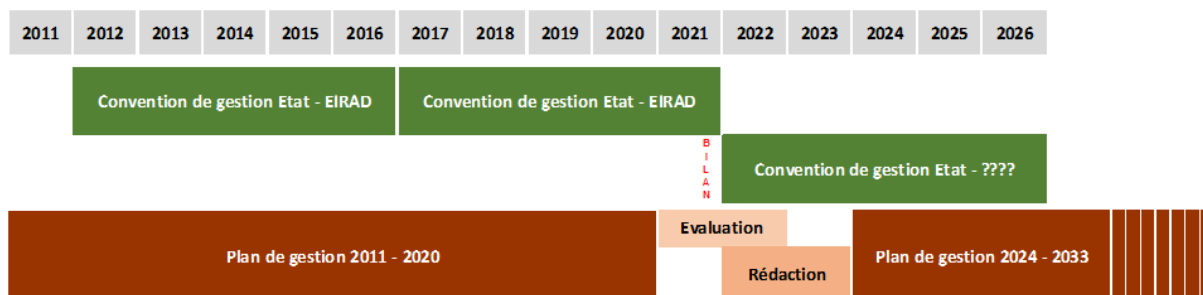 2011 2012 2013 2014 2015 2016 2017 2018 2019 2020 2021 2022 2023 2024 2025 2026
Convention de gestion Etat - EIRAD Convention de gestion Etat - EIRAD
BILAN
Convention de gestion Etat - ????
Evaluation
Plan de gestion 2011 - 2020 Plan de gestion 2024 - 2033
Rédaction